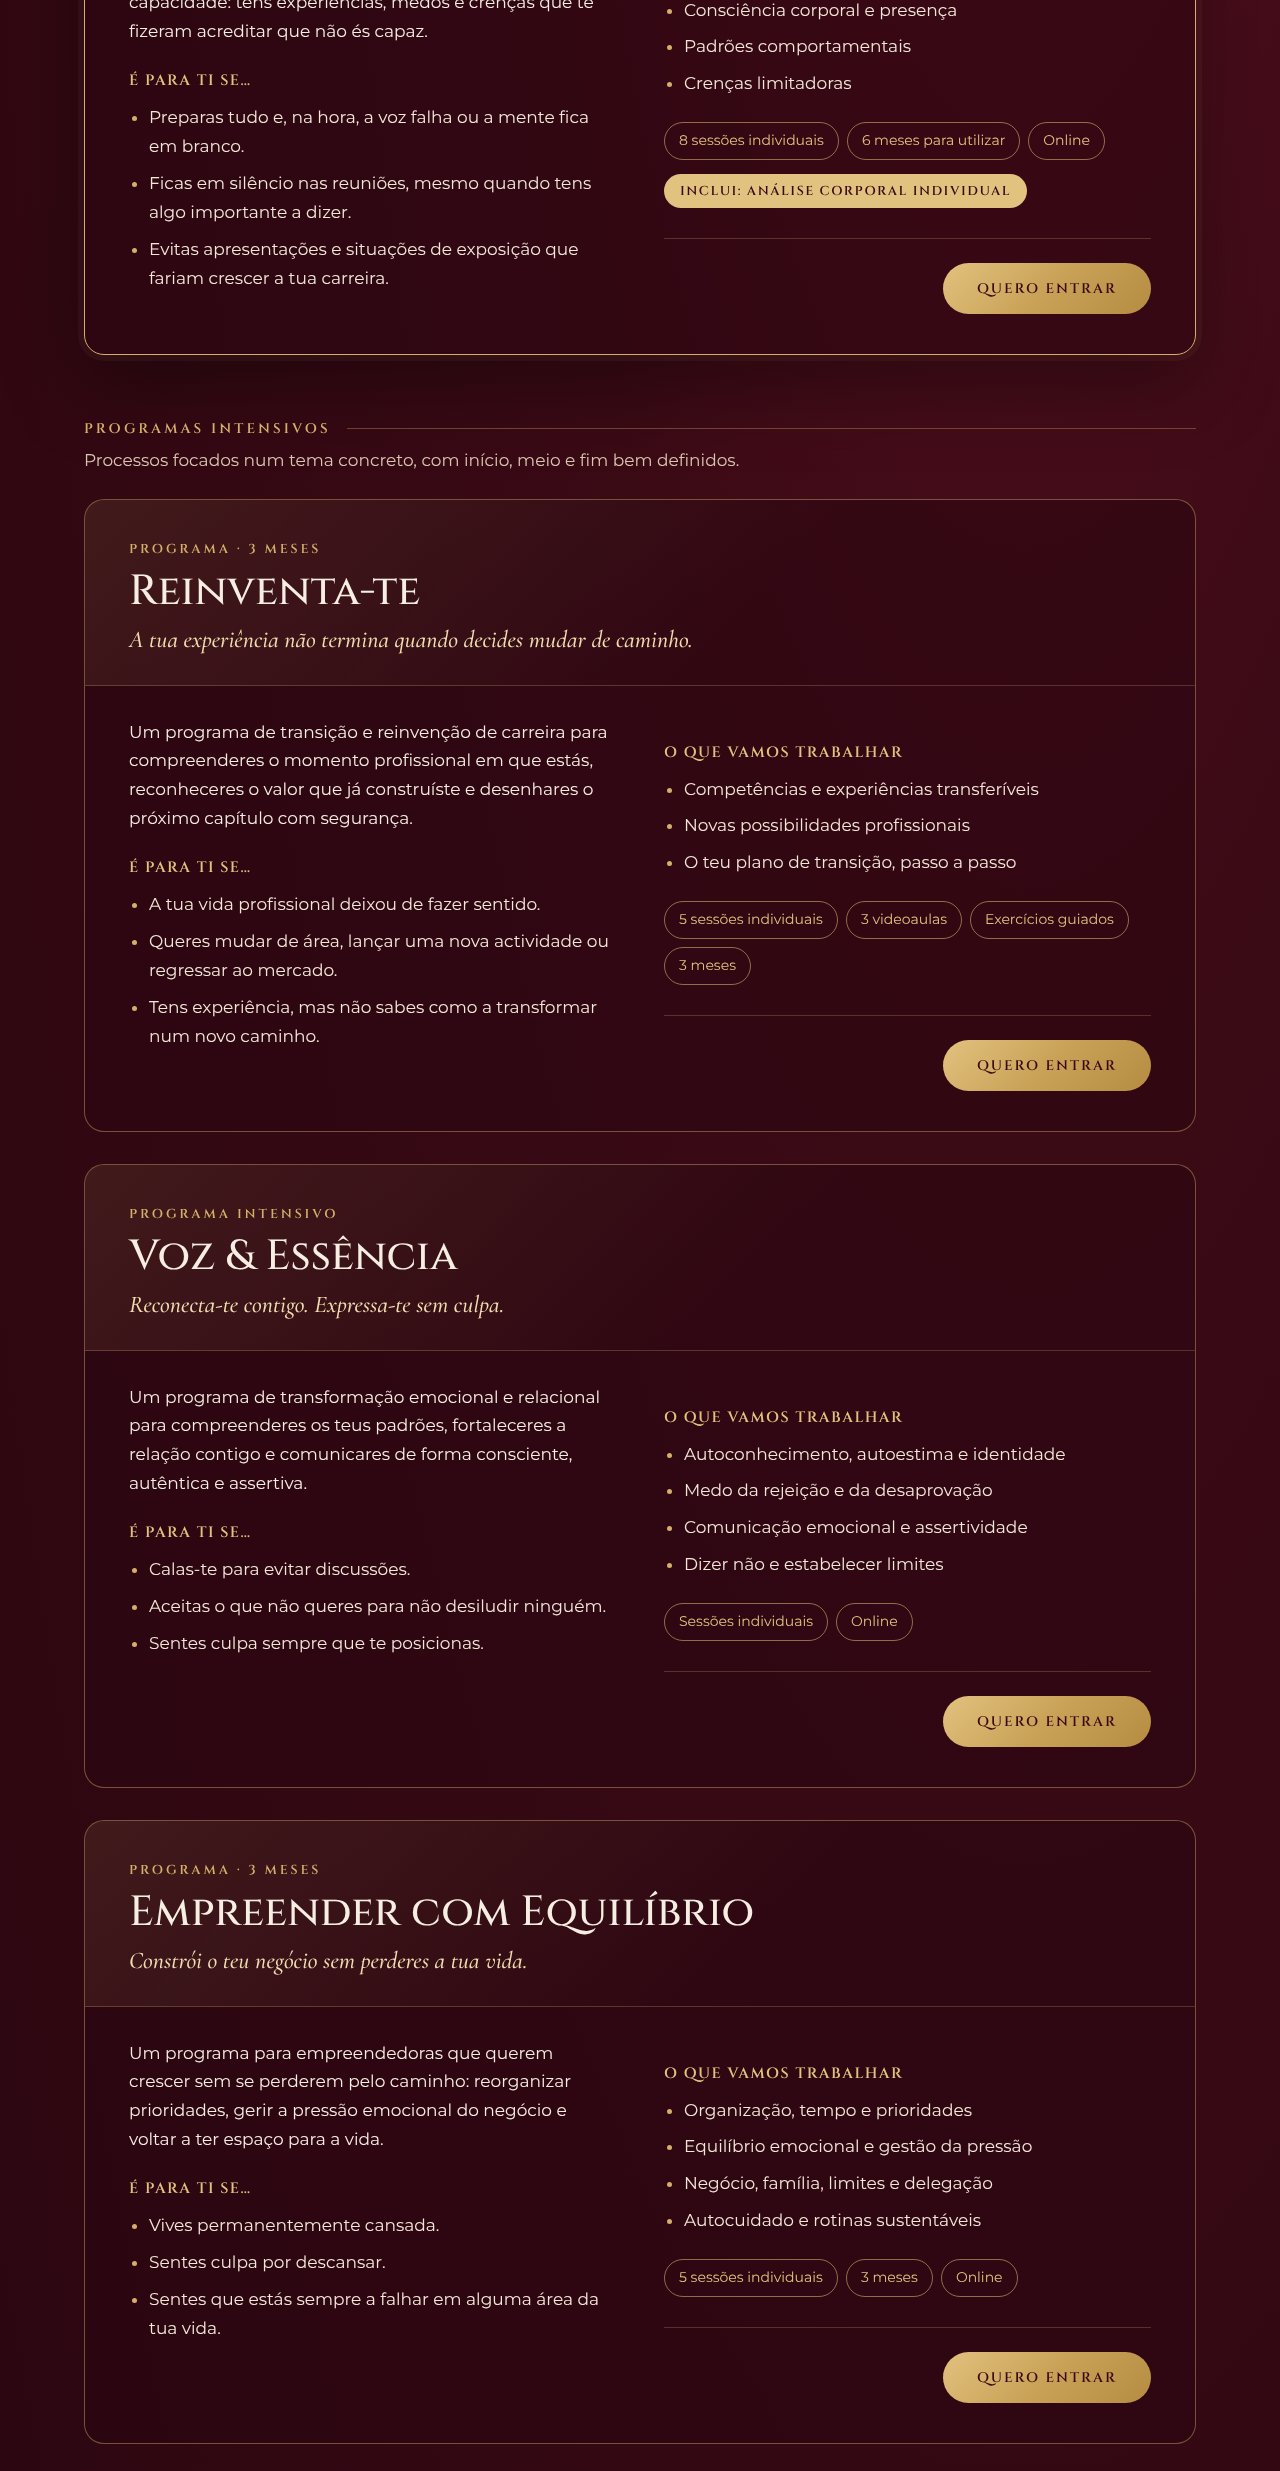 capacidade: tens experiências, medos e crenças que te
fizeram acreditar que não és capaz.
É PARA TI SE…
• Preparas tudo e, na hora, a voz falha ou a mente fica
em branco.
• Ficas em silêncio nas reuniões, mesmo quando tens
algo importante a dizer.
• Evitas apresentações e situações de exposição que
fariam crescer a tua carreira.
• Consciência corporal e presença
• Padrões comportamentais
• Crenças limitadoras
8 sessões individuais
6 meses para utilizar
Online
INCLUI: ANÁLISE CORPORAL INDIVIDUAL
QUERO ENTRAR
PROGRAMAS INTENSIVOS
Processos focados num tema concreto, com início, meio e fim bem definidos.
PROGRAMA · 3 MESES
REINVENTA-TE
A tua experiência não termina quando decides mudar de caminho.
Um programa de transição e reinvenção de carreira para
compreenderes o momento profissional em que estás,
reconheceres o valor que já construíste e desenhares o
próximo capítulo com segurança.
É PARA TI SE…
• A tua vida profissional deixou de fazer sentido.
• Queres mudar de área, lançar uma nova actividade ou
regressar ao mercado.
• Tens experiência, mas não sabes como a transformar
num novo caminho.
O QUE VAMOS TRABALHAR
• Competências e experiências transferíveis
• Novas possibilidades profissionais
• O teu plano de transição, passo a passo
5 sessões individuais
3 videoaulas
Exercícios guiados
3 meses
QUERO ENTRAR
PROGRAMA INTENSIVO
VOZ & ESSÊNCIA
Reconecta-te contigo. Expressa-te sem culpa.
Um programa de transformação emocional e relacional
para compreenderes os teus padrões, fortaleceres a
relação contigo e comunicares de forma consciente,
autêntica e assertiva.
É PARA TI SE…
• Calas-te para evitar discussões.
• Aceitas o que não queres para não desiludir ninguém.
• Sentes culpa sempre que te posicionas.
O QUE VAMOS TRABALHAR
• Autoconhecimento, autoestima e identidade
• Medo da rejeição e da desaprovação
• Comunicação emocional e assertividade
• Dizer não e estabelecer limites
Sessões individuais
Online
QUERO ENTRAR
PROGRAMA · 3 MESES
EMPREENDER COM EQUILÍBRIO
Constrói o teu negócio sem perderes a tua vida.
Um programa para empreendedoras que querem
crescer sem se perderem pelo caminho: reorganizar
prioridades, gerir a pressão emocional do negócio e
voltar a ter espaço para a vida.
É PARA TI SE…
• Vives permanentemente cansada.
• Sentes culpa por descansar.
• Sentes que estás sempre a falhar em alguma área da
tua vida.
O QUE VAMOS TRABALHAR
• Organização, tempo e prioridades
• Equilíbrio emocional e gestão da pressão
• Negócio, família, limites e delegação
• Autocuidado e rotinas sustentáveis
5 sessões individuais
3 meses
Online
QUERO ENTRAR